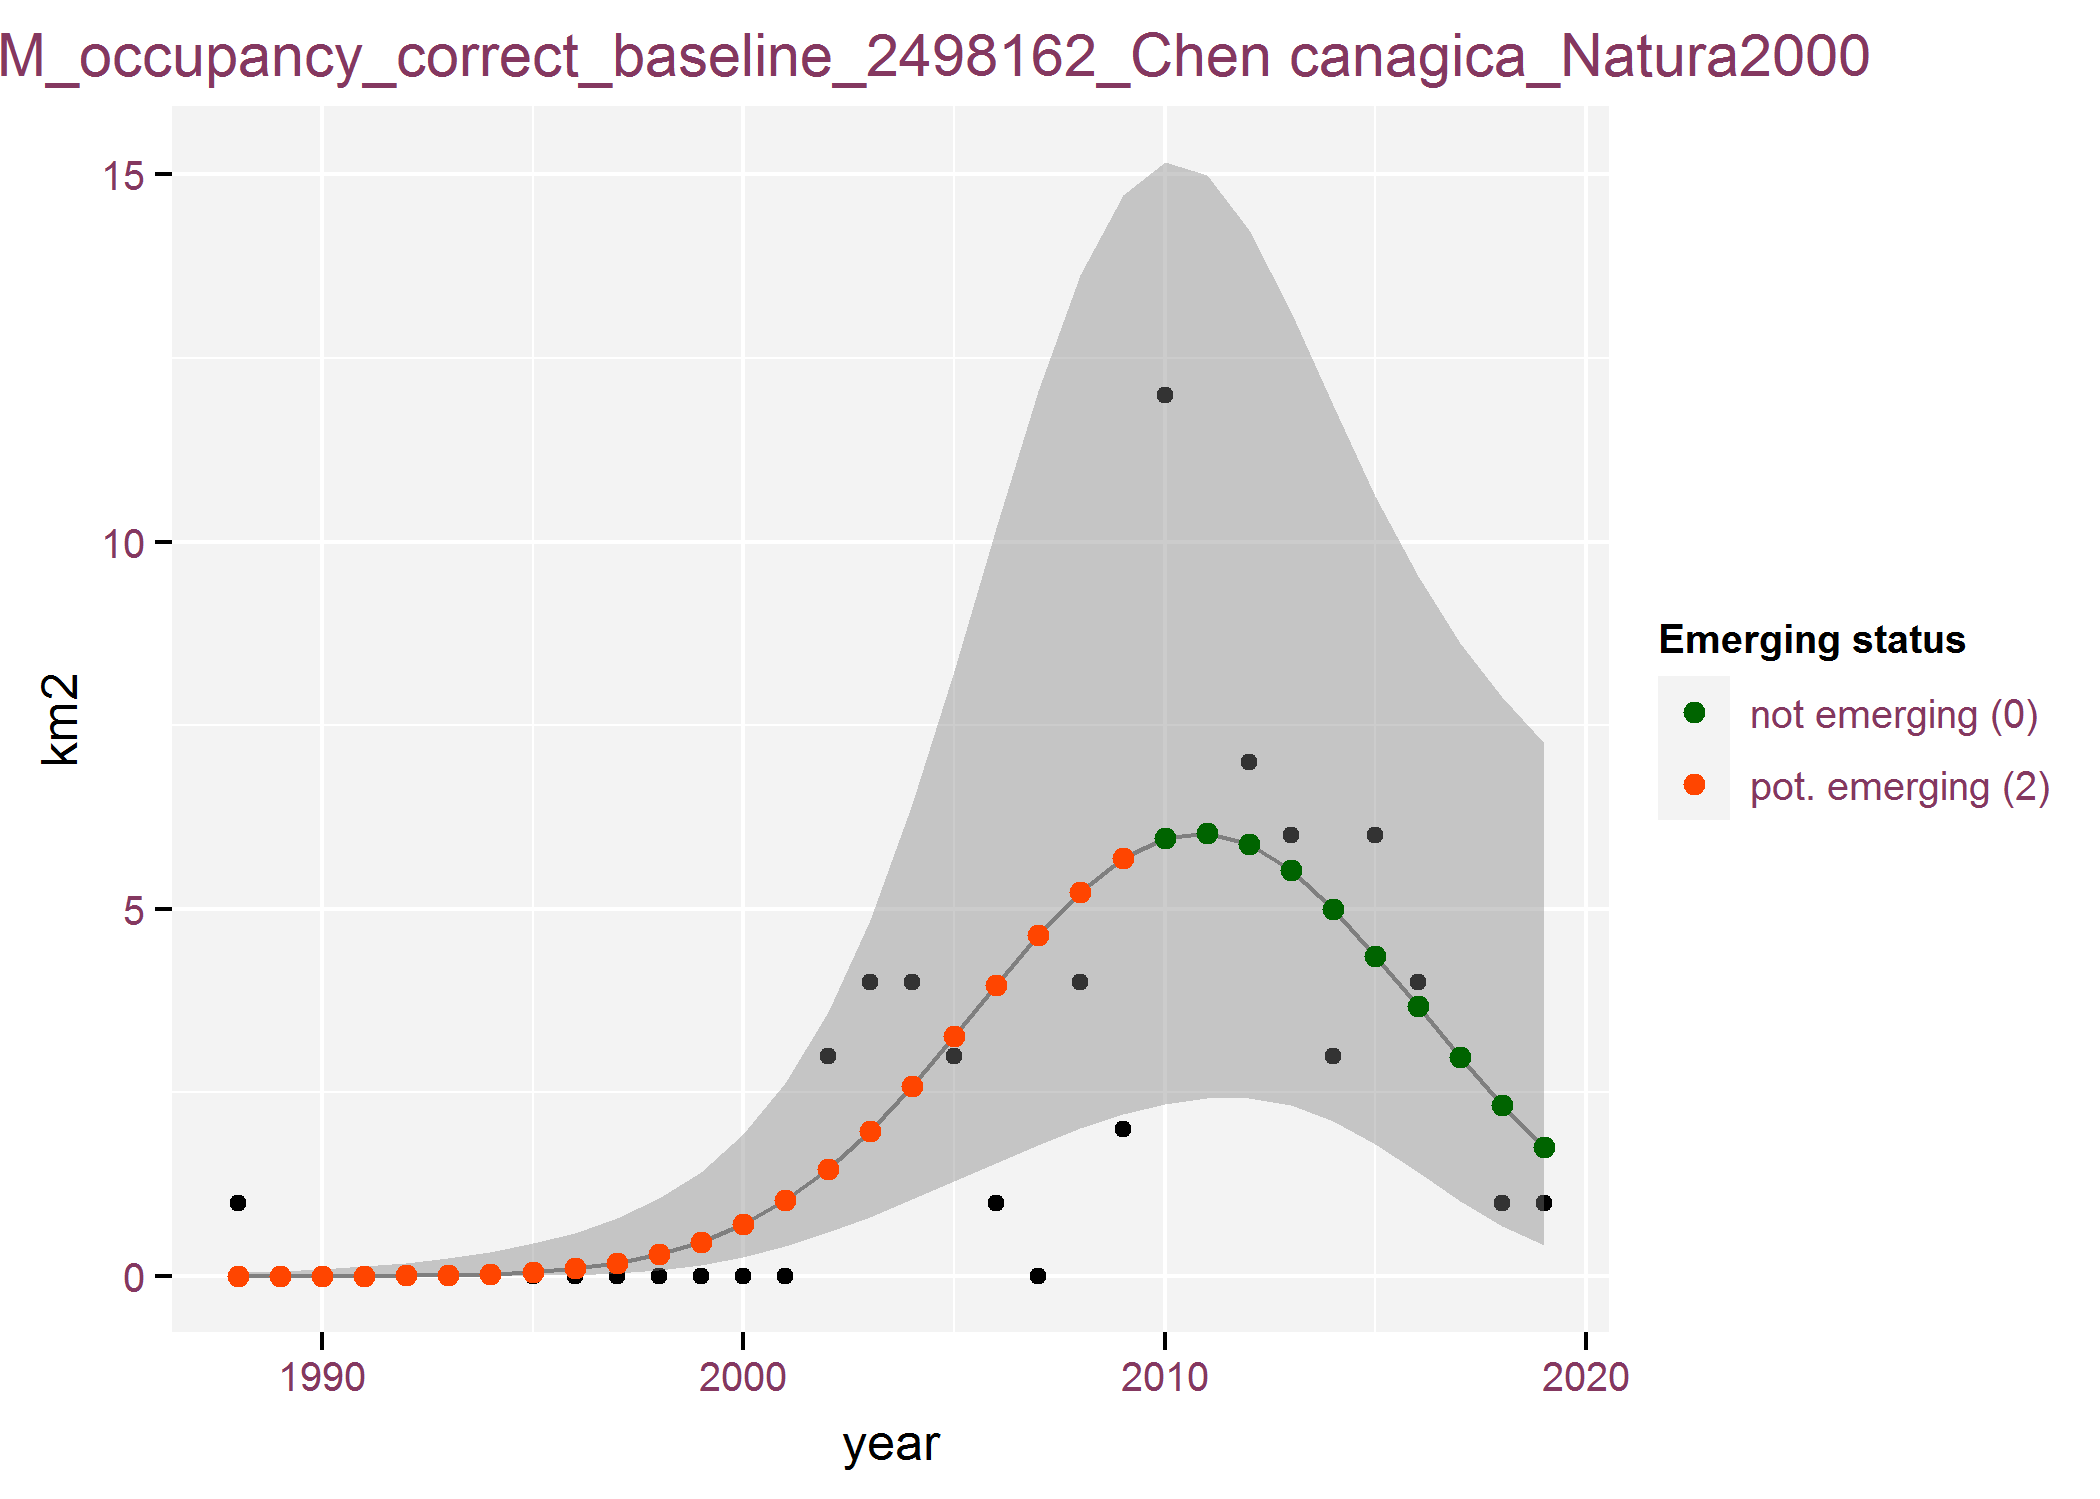 M_occupancy_correct_baseline_2498162_Chen canagica_Natura2000
15
10
5
0
km2
1990 2000 2010 2020
year
Emerging status
not emerging (0)
pot. emerging (2)